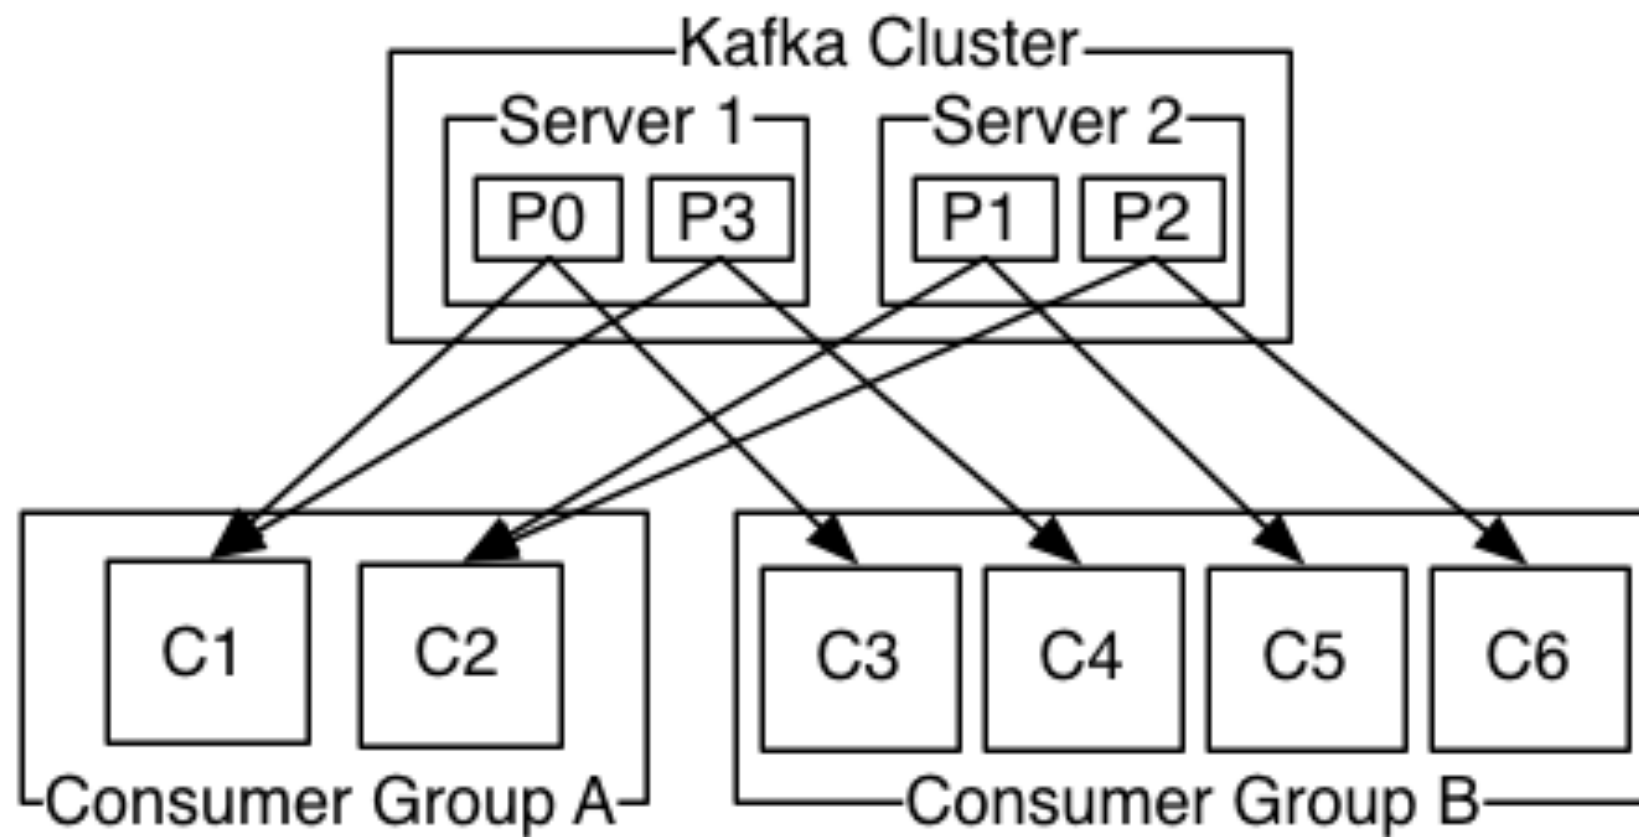 Kafka Cluster
Server 1
Server 2
P0
P3
P1
P2
C1
C2
C3
C4
C5
C6
Consumer Group A
Consumer Group B